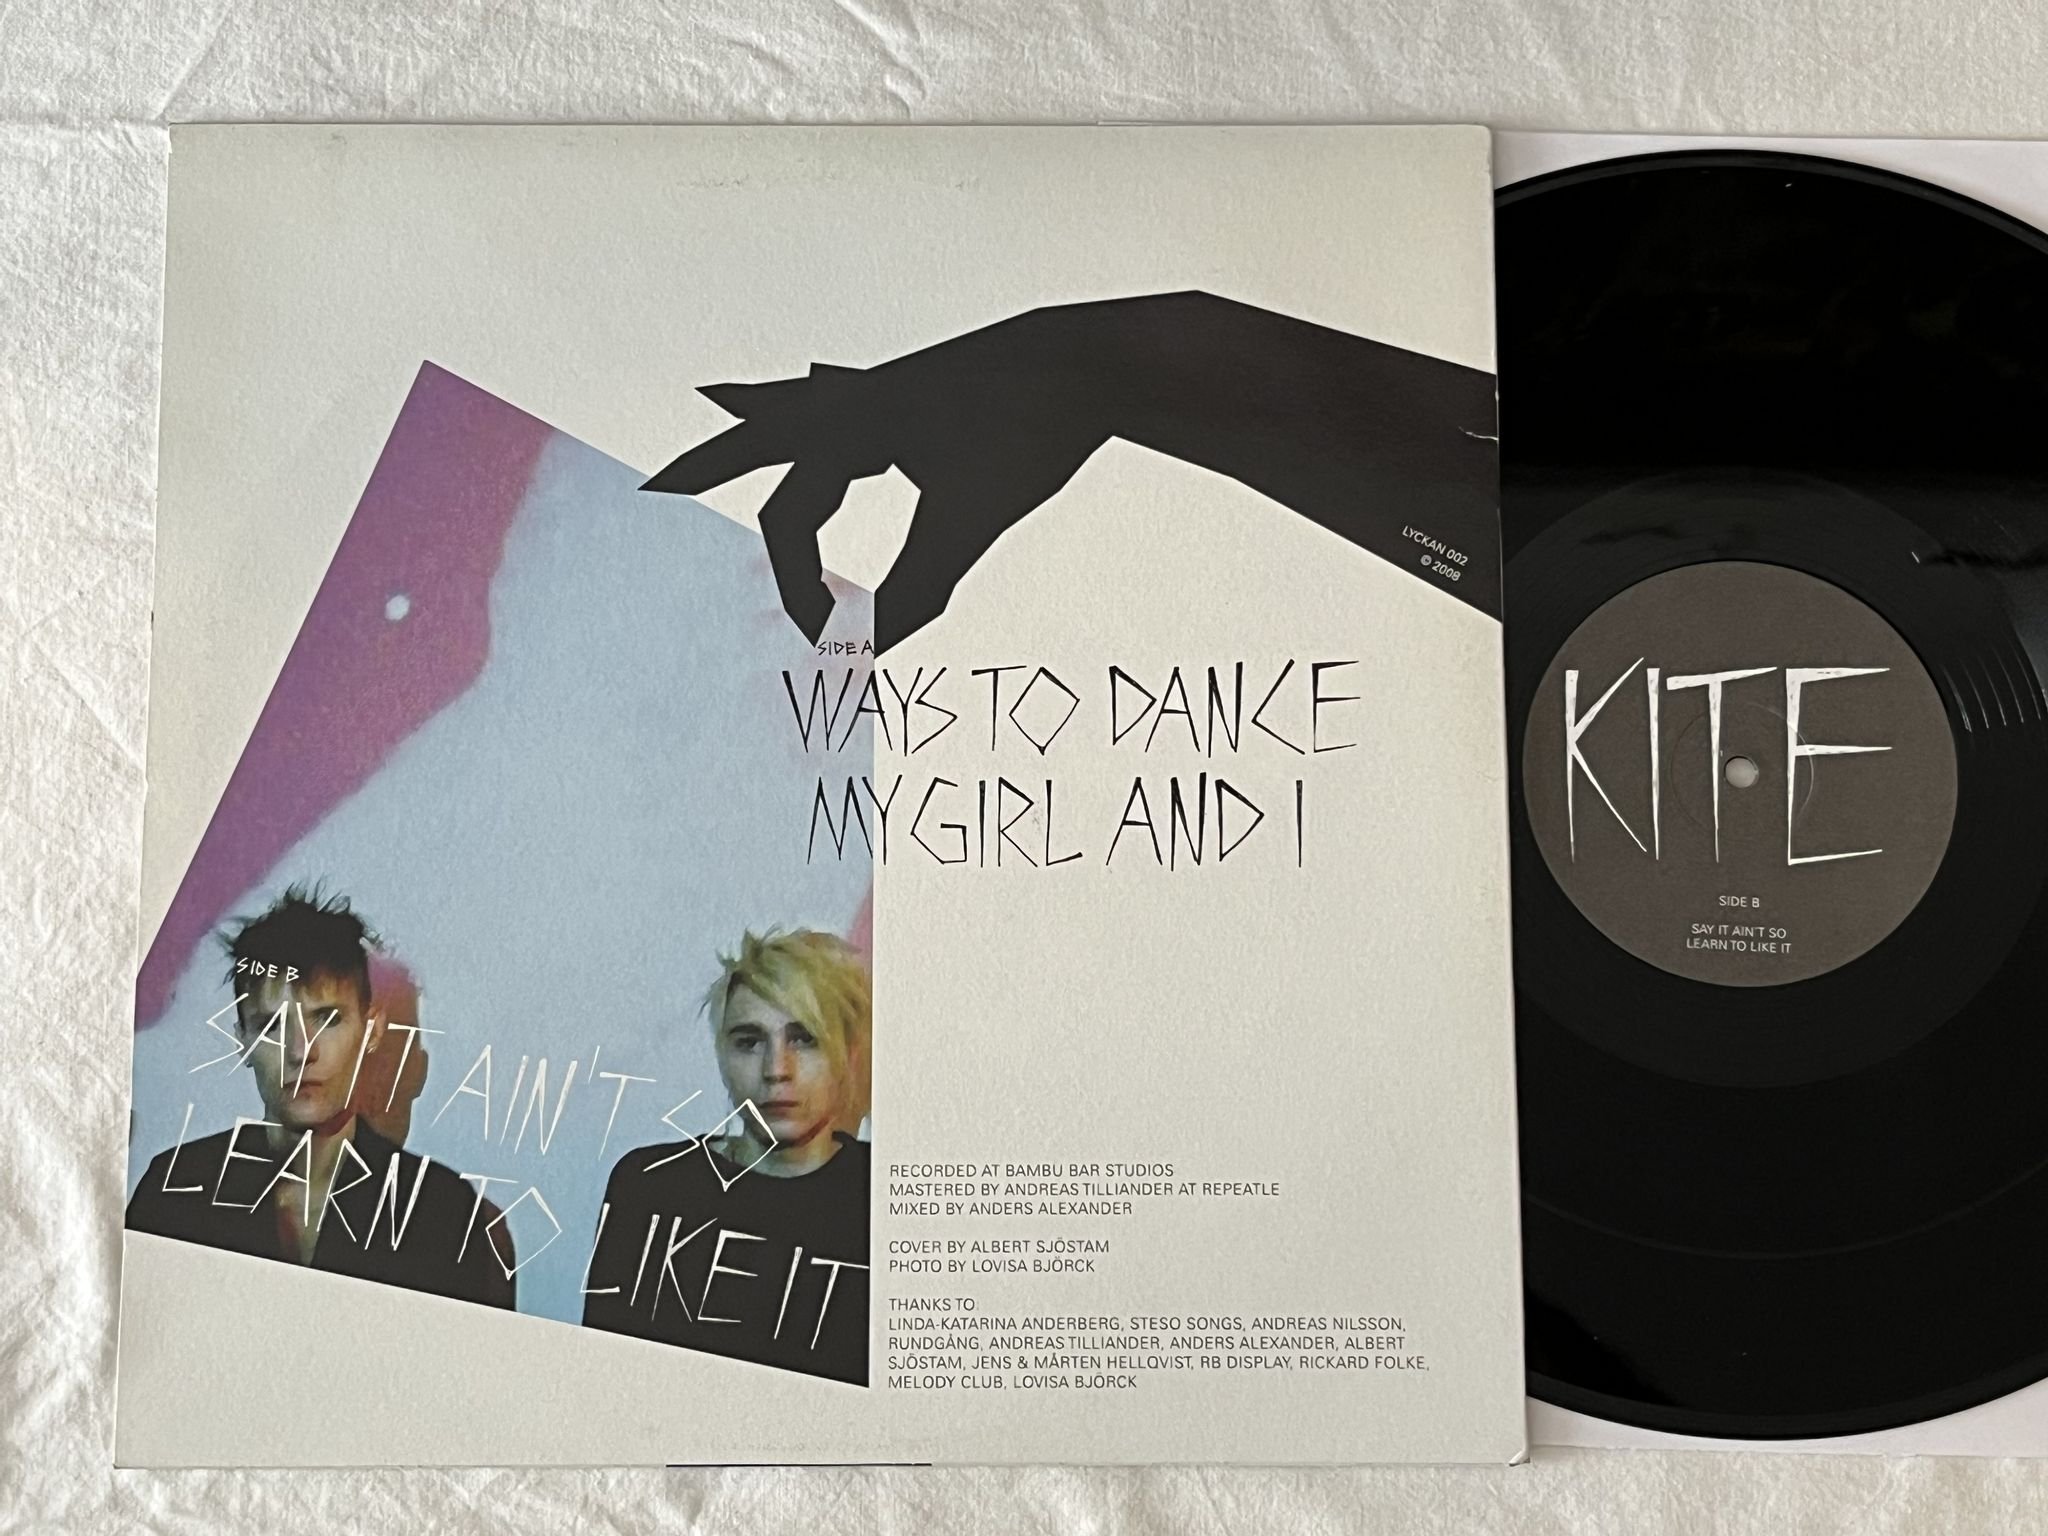 LYCKAN 002
© 2008
SIDE A
WAYS TO DANCE
MY GIRL AND I
SIDE B
SAY IT AIN'T SO
LEARN TO LIKE IT
RECORDED AT BAMBU BAR STUDIOS
MASTERED BY ANDREAS TILLIANDER AT REPEATLE
MIXED BY ANDERS ALEXANDER
COVER BY ALBERT SJÖSTAM
PHOTO BY LOVISA BJÖRCK
THANKS TO:
LINDA-KATARINA ANDERBERG, STESO SONGS, ANDREAS NILSSON,
RUNDGÅNG, ANDREAS TILLIANDER, ANDERS ALEXANDER, ALBERT
SJÖSTAM, JENS & MÅRTEN HELLQVIST, RB DISPLAY, RICKARD FOLKE,
MELODY CLUB, LOVISA BJÖRCK
KITE
SIDE B
SAY IT AIN'T SO
LEARN TO LIKE IT